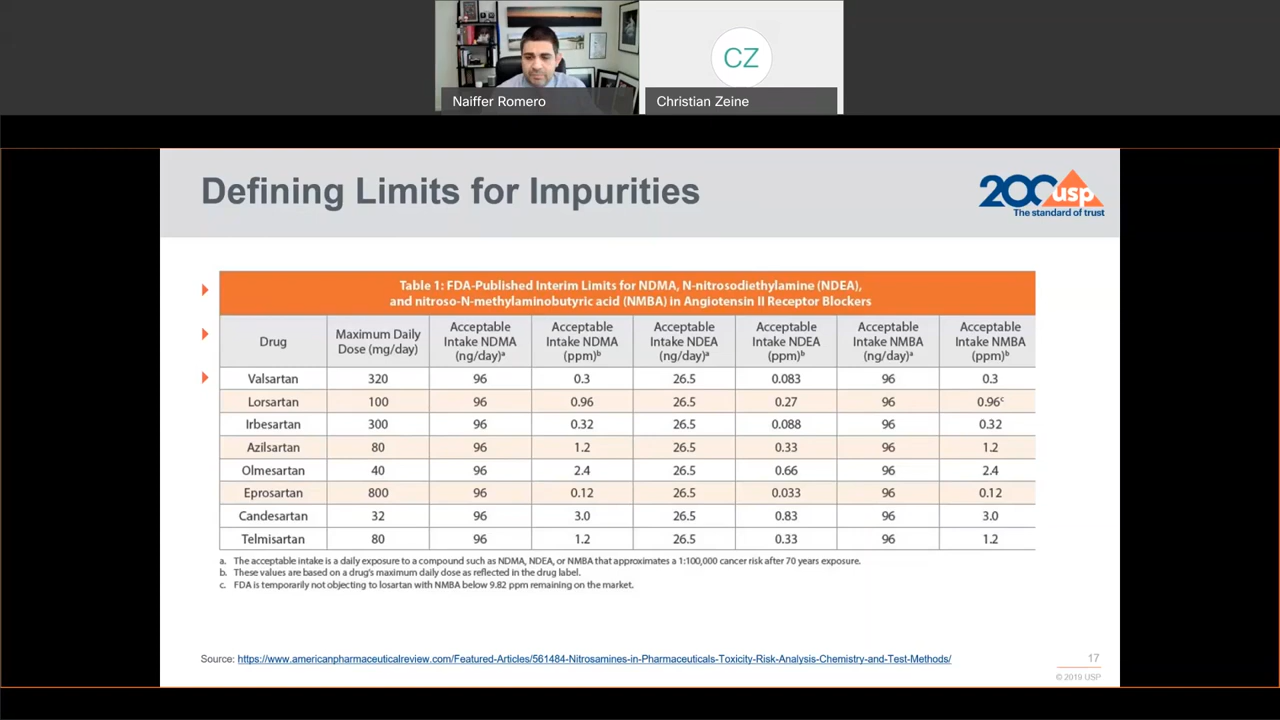 CZ
Naiffer Romero
Christian Zeine
Defining Limits for Impurities
200 usp
The standard of trust
Table 1: FDA-Published Interim Limits for NDMA, N-nitrosodiethylamine (NDEA),
and nitroso-N-methylaminobutyric acid (NMBA) in Angiotensin II Receptor Blockers
Drug Maximum Daily Dose (mg/day) Acceptable Intake NDMA (ng/day)ᵃ Acceptable Intake NDMA (ppm)ᵇ Acceptable Intake NDEA (ng/day)ᵃ Acceptable Intake NDEA (ppm)ᵇ Acceptable Intake NMBA (ng/day)ᵃ Acceptable Intake NMBA (ppm)ᵇ
Valsartan 320 96 0.3 26.5 0.083 96 0.3
Lorsartan 100 96 0.96 26.5 0.27 96 0.96ᶜ
Irbesartan 300 96 0.32 26.5 0.088 96 0.32
Azilsartan 80 96 1.2 26.5 0.33 96 1.2
Olmesartan 40 96 2.4 26.5 0.66 96 2.4
Eprosartan 800 96 0.12 26.5 0.033 96 0.12
Candesartan 32 96 3.0 26.5 0.83 96 3.0
Telmisartan 80 96 1.2 26.5 0.33 96 1.2
a. The acceptable intake is a daily exposure to a compound such as NDMA, NDEA, or NMBA that approximates a 1:100,000 cancer risk after 70 years exposure.
b. These values are based on a drug's maximum daily dose as reflected in the drug label.
c. FDA is temporarily not objecting to losartan with NMBA below 9.82 ppm remaining on the market.
Source: https://www.americanpharmaceuticalreview.com/Featured-Articles/561484-Nitrosamines-in-Pharmaceuticals-Toxicity-Risk-Analysis-Chemistry-and-Test-Methods/
17
© 2019 USP